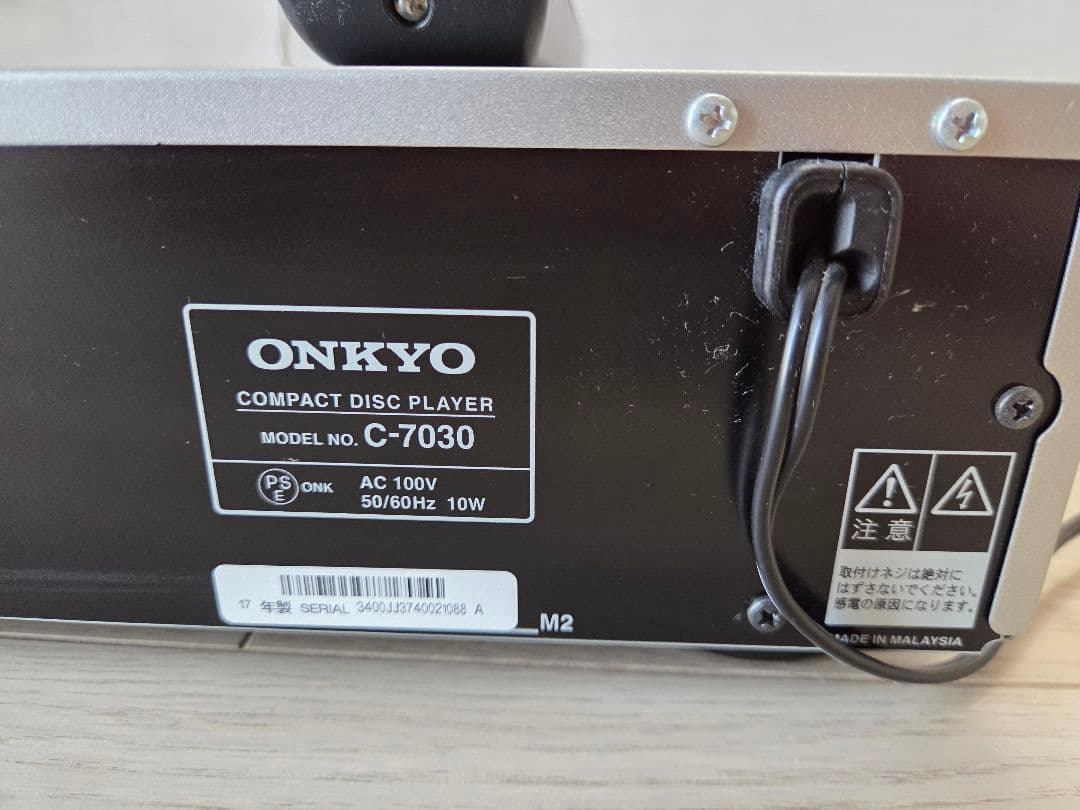 ONKYO
COMPACT DISC PLAYER
MODEL NO. C-7030
PS
E
ONK
AC 100V
50/60Hz 10W
17 年製 SERIAL 3400JJ3740021088 A
M2
注意
取付けネジは絶対に
はずさないでください。
感電の原因になります。
MADE IN MALAYSIA